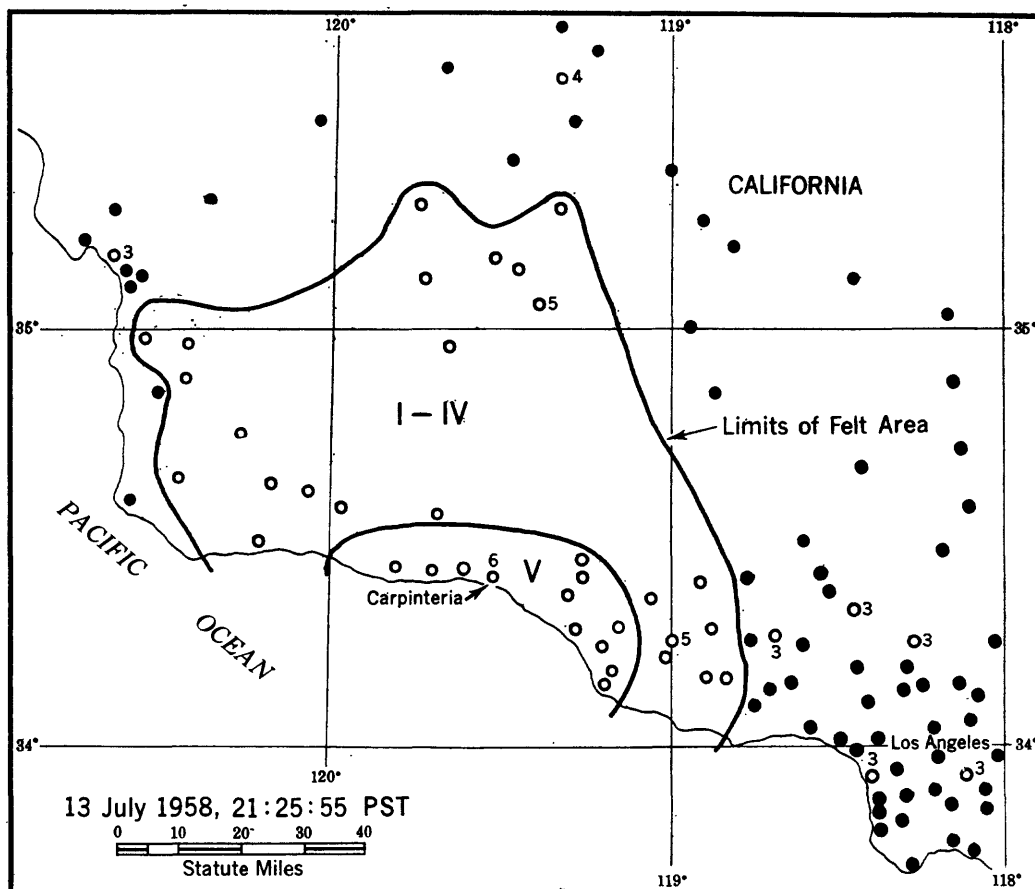 120° 119° 118°
4
CALIFORNIA
3
5
35° 35°
I – IV
Limits of Felt Area
PACIFIC
OCEAN
6
V
Carpinteria
3
5 3
3
34° Los Angeles 34°
3 3
120°
13 July 1958, 21:25:55 PST
0 10 20 30 40
Statute Miles
119° 118°